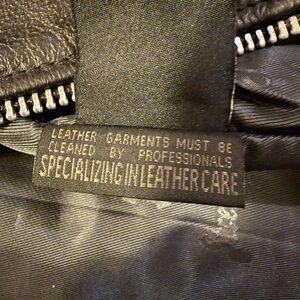 LEATHER GARMENTS MUST BE
CLEANED BY PROFESSIONALS
SPECIALIZING IN LEATHER CARE